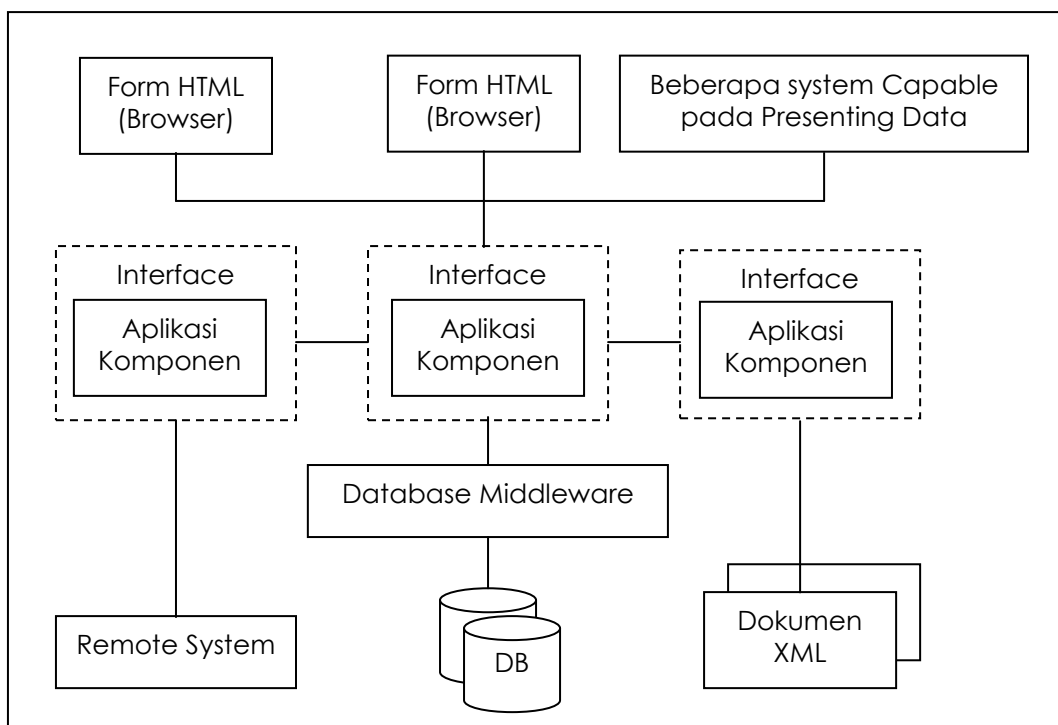 Form HTML
(Browser)
Form HTML
(Browser)
Beberapa system Capable
pada Presenting Data
Interface
Aplikasi
Komponen
Interface
Aplikasi
Komponen
Interface
Aplikasi
Komponen
Database Middleware
Remote System
DB
Dokumen
XML